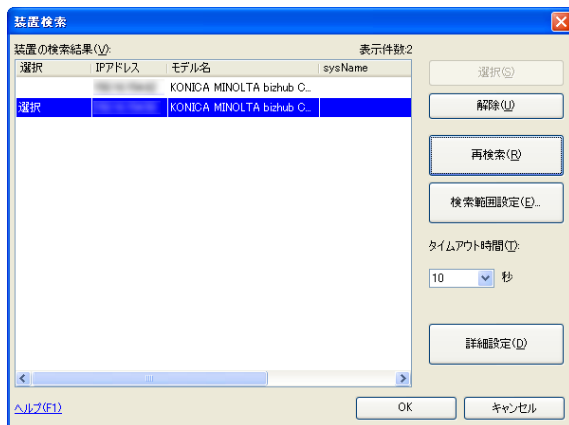 装置検索
装置の検索結果(V): 表示件数:2
選択 IPアドレス モデル名 sysName
KONICA MINOLTA bizhub C...
選択 KONICA MINOLTA bizhub C...
選択(S)
解除(U)
再検索(R)
検索範囲設定(E)...
タイムアウト時間(T):
10 秒
詳細設定(D)
ヘルプ(F1)
OK キャンセル